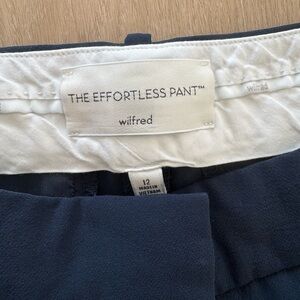 THE EFFORTLESS PANT™
wilfred
12
MADE IN
VIETNAM